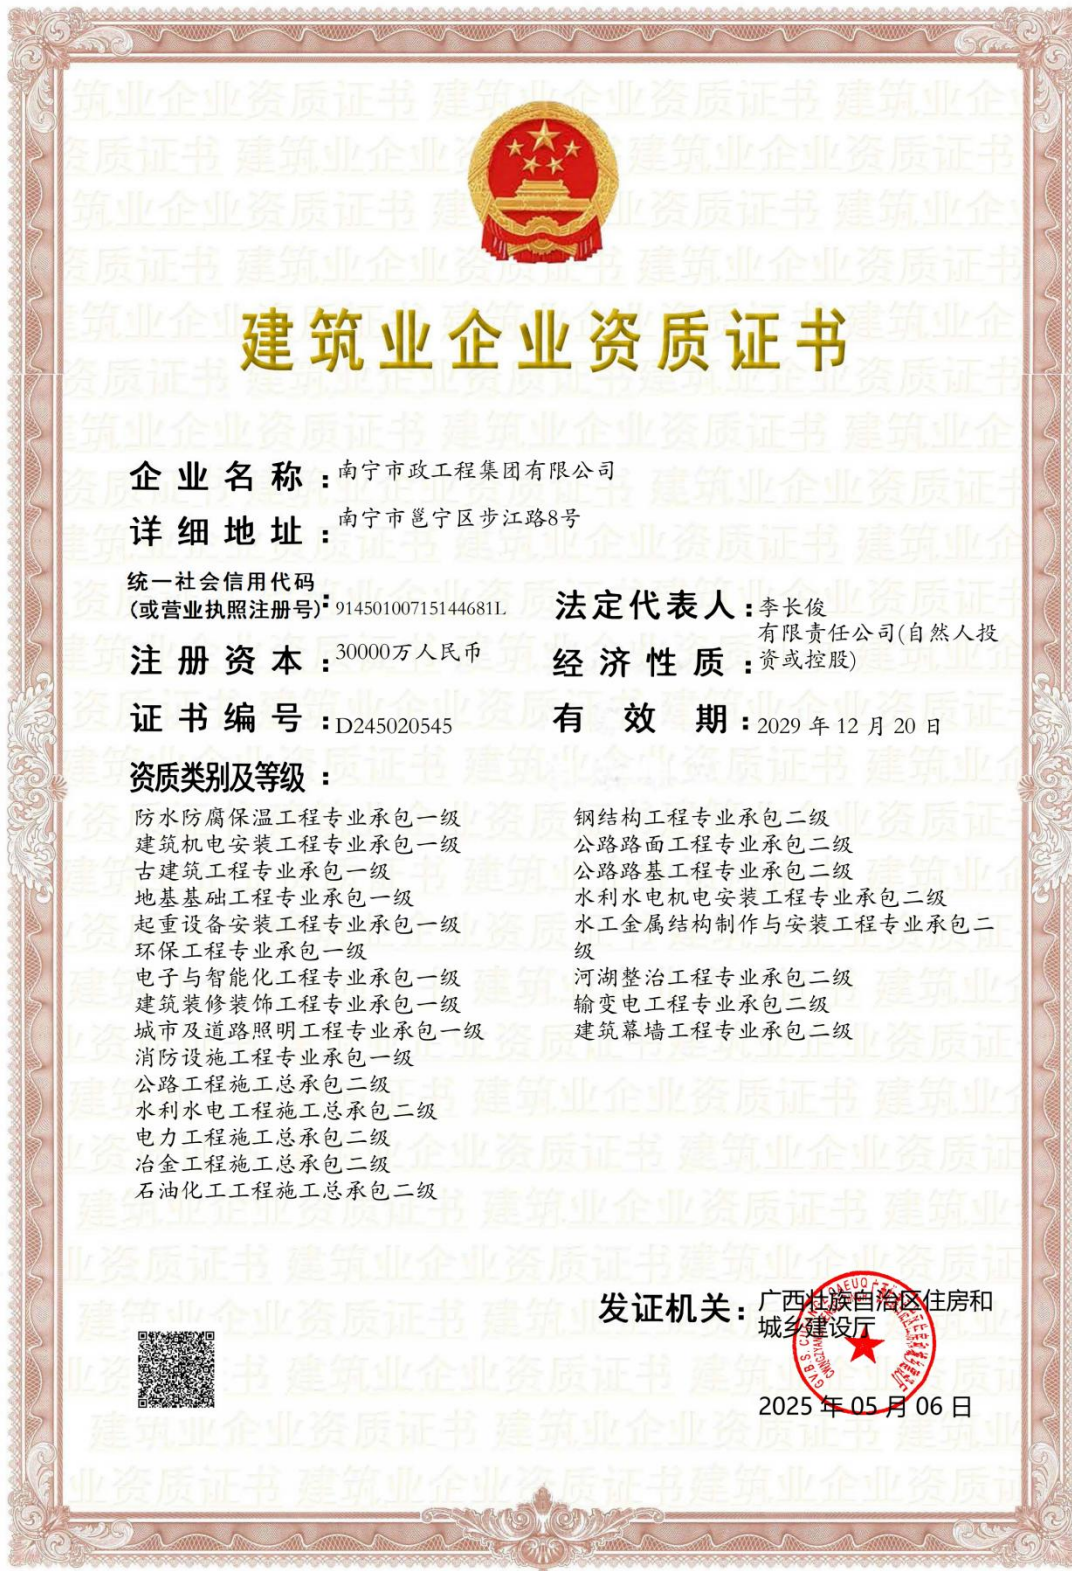 建筑业企业资质证书
企业名称：南宁市政工程集团有限公司
详细地址：南宁市邕宁区步江路8号
统一社会信用代码
(或营业执照注册号)：91450100715144681L
法定代表人：李长俊
注册资本：30000万人民币
经济性质：有限责任公司(自然人投
资或控股)
证书编号：D245020545
有效期：2029 年 12 月 20 日
资质类别及等级：
防水防腐保温工程专业承包一级
建筑机电安装工程专业承包一级
古建筑工程专业承包一级
地基基础工程专业承包一级
起重设备安装工程专业承包一级
环保工程专业承包一级
电子与智能化工程专业承包一级
建筑装修装饰工程专业承包一级
城市及道路照明工程专业承包一级
消防设施工程专业承包一级
公路工程施工总承包二级
水利水电工程施工总承包二级
电力工程施工总承包二级
冶金工程施工总承包二级
石油化工工程施工总承包二级
钢结构工程专业承包二级
公路路面工程专业承包二级
公路路基工程专业承包二级
水利水电机电安装工程专业承包二级
水工金属结构制作与安装工程专业承包二
级
河湖整治工程专业承包二级
输变电工程专业承包二级
建筑幕墙工程专业承包二级
发证机关：广西壮族自治区住房和
城乡建设厅
2025 年 05 月 06 日